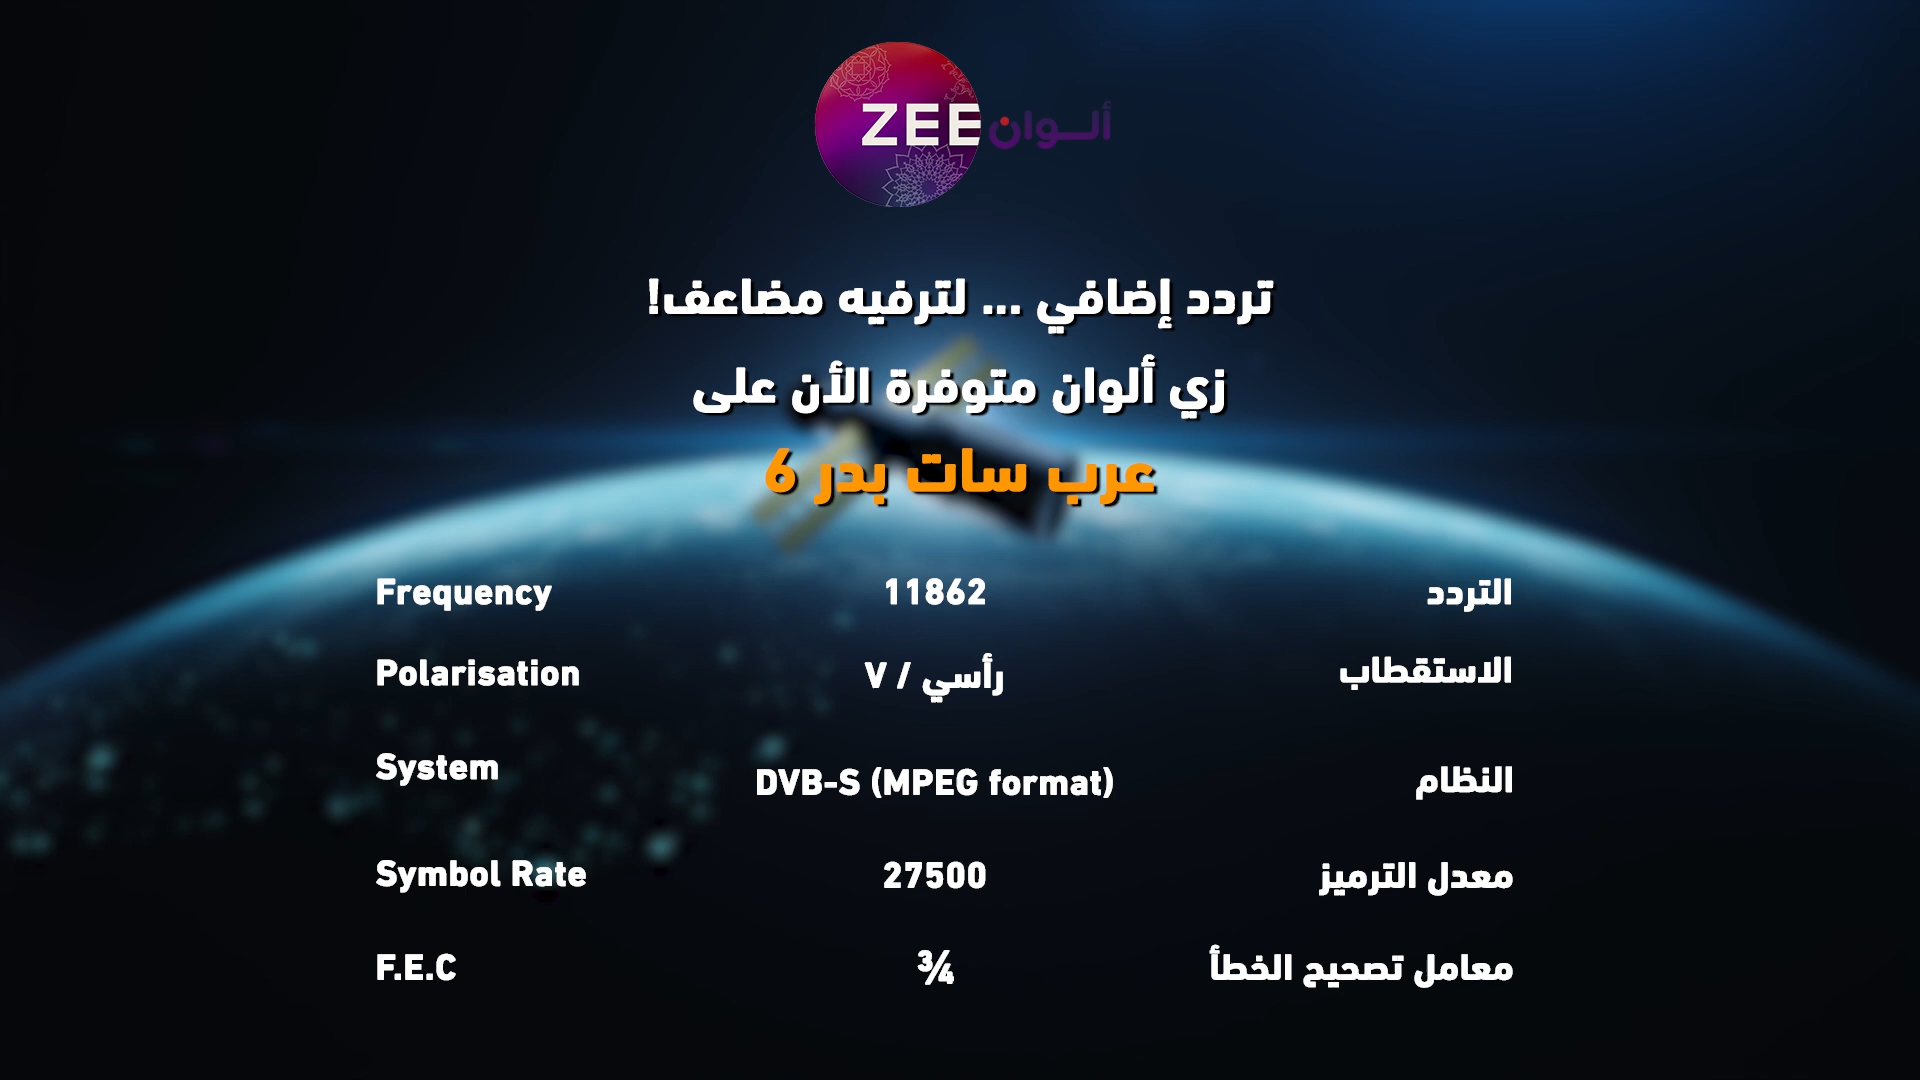 ZEE ألوان
تردد إضافي ... لترفيه مضاعف!
زي ألوان متوفرة الأن على
عرب سات بدر 6
Frequency 11862 التردد
Polarisation رأسي / V الاستقطاب
System DVB-S (MPEG format) النظام
Symbol Rate 27500 معدل الترميز
F.E.C ¾ معامل تصحيح الخطأ